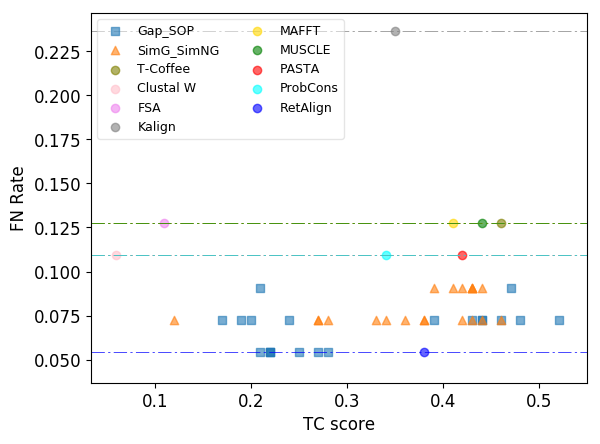 Gap_SOP
SimG_SimNG
T-Coffee
Clustal W
FSA
Kalign
MAFFT
MUSCLE
PASTA
ProbCons
RetAlign
FN Rate
0.225
0.200
0.175
0.150
0.125
0.100
0.075
0.050
0.1 0.2 0.3 0.4 0.5
TC score